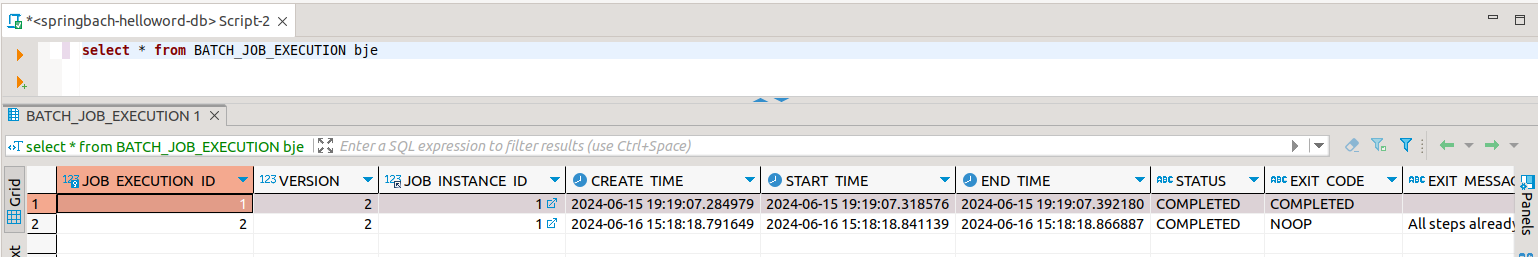 *<springbach-helloword-db> Script-2
select * from BATCH_JOB_EXECUTION bje
BATCH_JOB_EXECUTION 1
select * from BATCH_JOB_EXECUTION bje Enter a SQL expression to filter results (use Ctrl+Space)
Grid 123 JOB_EXECUTION_ID 123 VERSION 123 JOB_INSTANCE_ID CREATE_TIME START_TIME END_TIME ABC STATUS ABC EXIT_CODE ABC EXIT_MESSAG Panels
1 1 2 1 2024-06-15 19:19:07.284979 2024-06-15 19:19:07.318576 2024-06-15 19:19:07.392180 COMPLETED COMPLETED
2 2 2 1 2024-06-16 15:18:18.791649 2024-06-16 15:18:18.841139 2024-06-16 15:18:18.866887 COMPLETED NOOP All steps already
xt